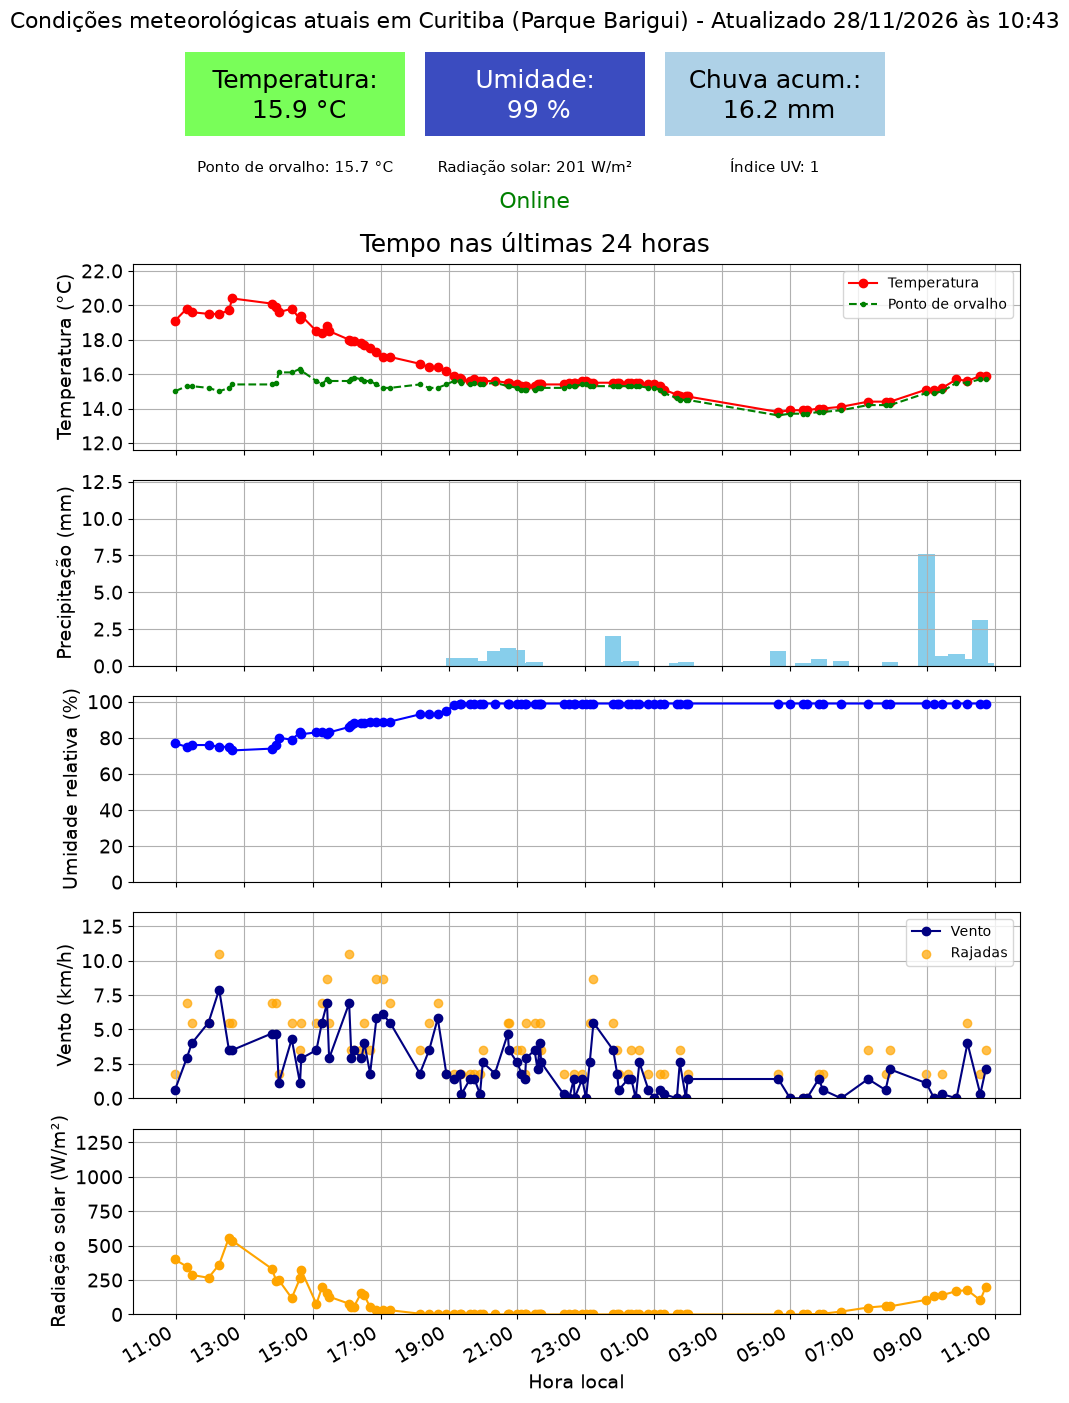 Condições meteorológicas atuais em Curitiba (Parque Barigui) - Atualizado 28/11/2026 às 10:43
Temperatura:
15.9 °C
Umidade:
99 %
Chuva acum.:
16.2 mm
Ponto de orvalho: 15.7 °C
Radiação solar: 201 W/m²
Índice UV: 1
Online
Tempo nas últimas 24 horas
Temperatura (°C)
22.0
20.0
18.0
16.0
14.0
12.0
Temperatura
Ponto de orvalho
Precipitação (mm)
12.5
10.0
7.5
5.0
2.5
0.0
Umidade relativa (%)
100
80
60
40
20
0
Vento (km/h)
12.5
10.0
7.5
5.0
2.5
0.0
Vento
Rajadas
Radiação solar (W/m²)
1250
1000
750
500
250
0
11:00
13:00
15:00
17:00
19:00
21:00
23:00
01:00
03:00
05:00
07:00
09:00
11:00
Hora local